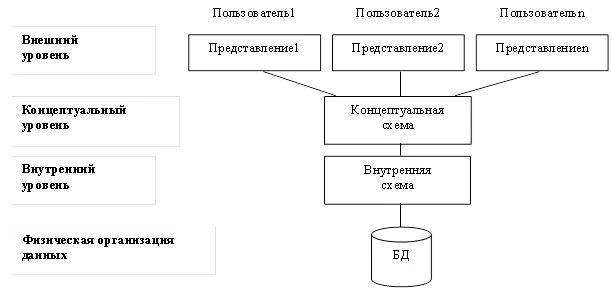 Пользователь1 Пользователь2 Пользовательn
Внешний
уровень
Представление1 Представление2 Представлениеn
Концептуальный
уровень
Концептуальная
схема
Внутренний
уровень
Внутренняя
схема
Физическая организация
данных
БД